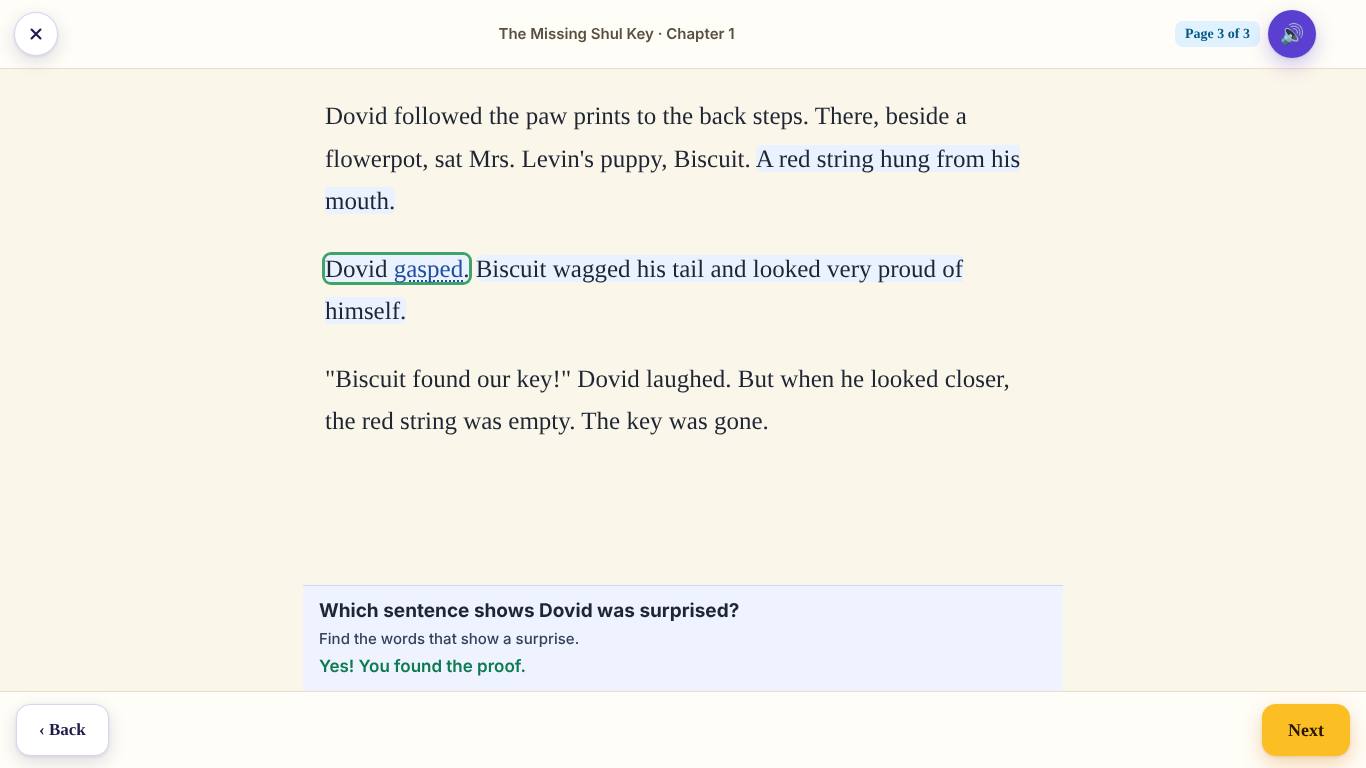 The Missing Shul Key · Chapter 1
Page 3 of 3
Dovid followed the paw prints to the back steps. There, beside a
flowerpot, sat Mrs. Levin's puppy, Biscuit. A red string hung from his
mouth.
Dovid gasped. Biscuit wagged his tail and looked very proud of
himself.
"Biscuit found our key!" Dovid laughed. But when he looked closer,
the red string was empty. The key was gone.
Which sentence shows Dovid was surprised?
Find the words that show a surprise.
Yes! You found the proof.
‹ Back
Next